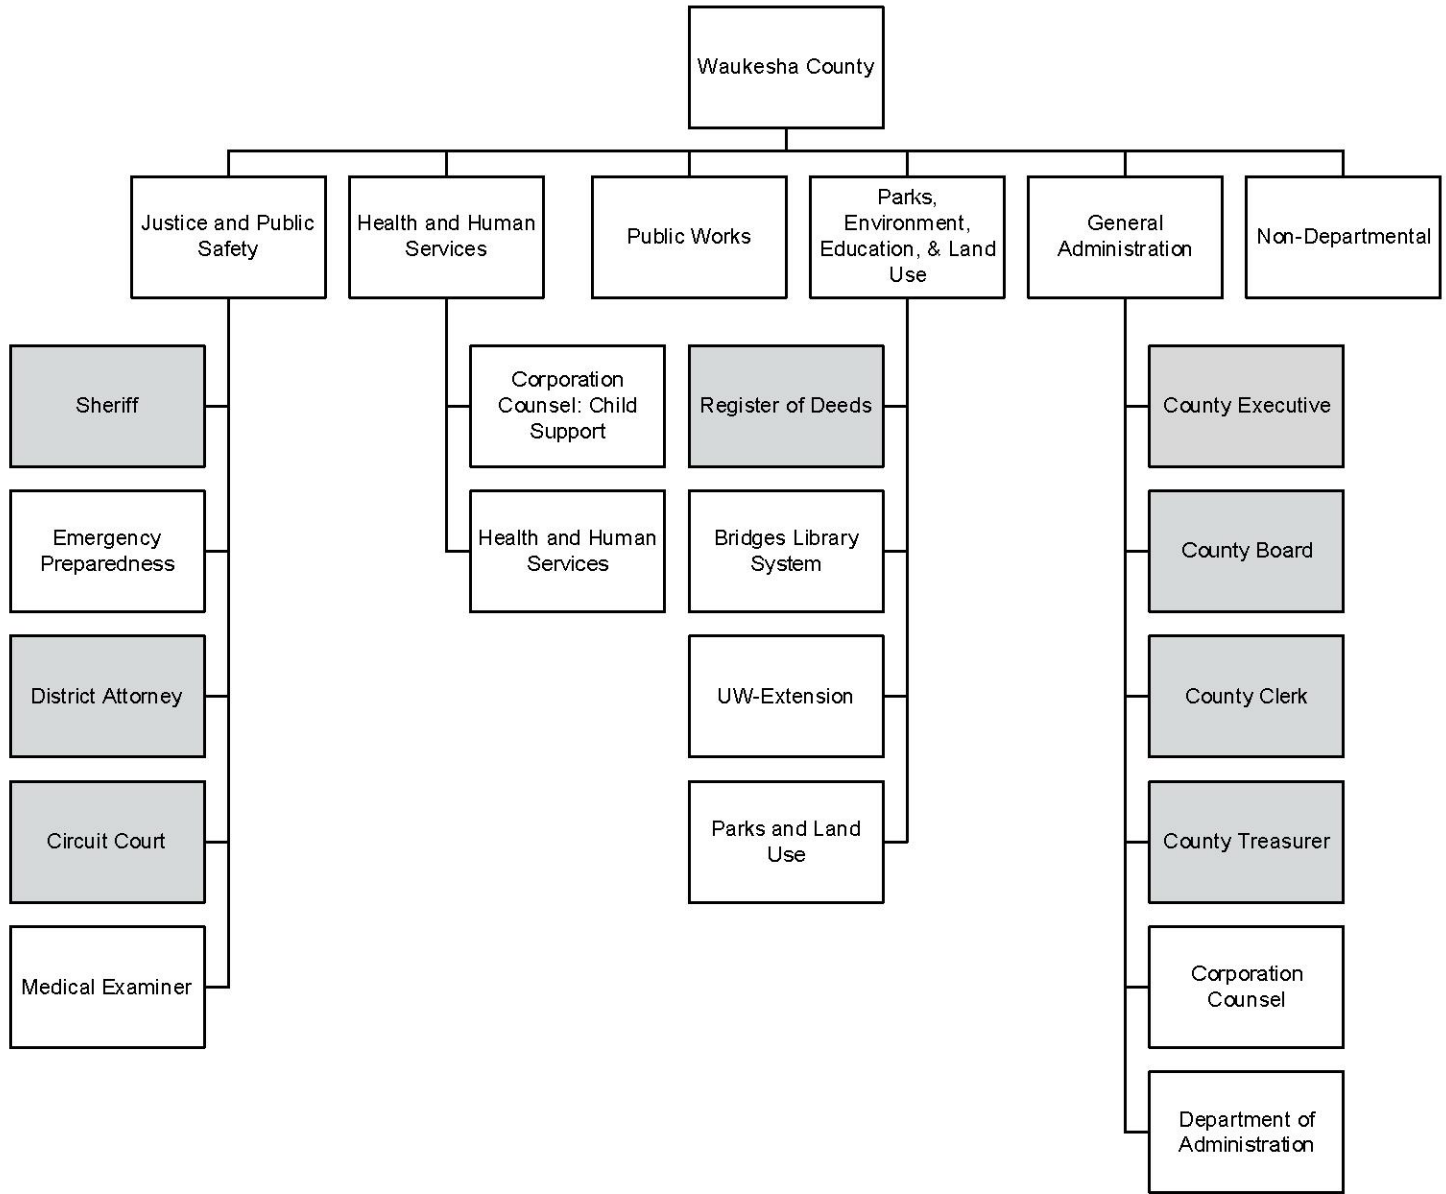 Waukesha County
Justice and Public
Safety
Health and Human
Services
Public Works
Parks,
Environment,
Education, & Land
Use
General
Administration
Non-Departmental
Sheriff
Emergency
Preparedness
District Attorney
Circuit Court
Medical Examiner
Corporation
Counsel: Child
Support
Health and Human
Services
Register of Deeds
Bridges Library
System
UW-Extension
Parks and Land
Use
County Executive
County Board
County Clerk
County Treasurer
Corporation
Counsel
Department of
Administration